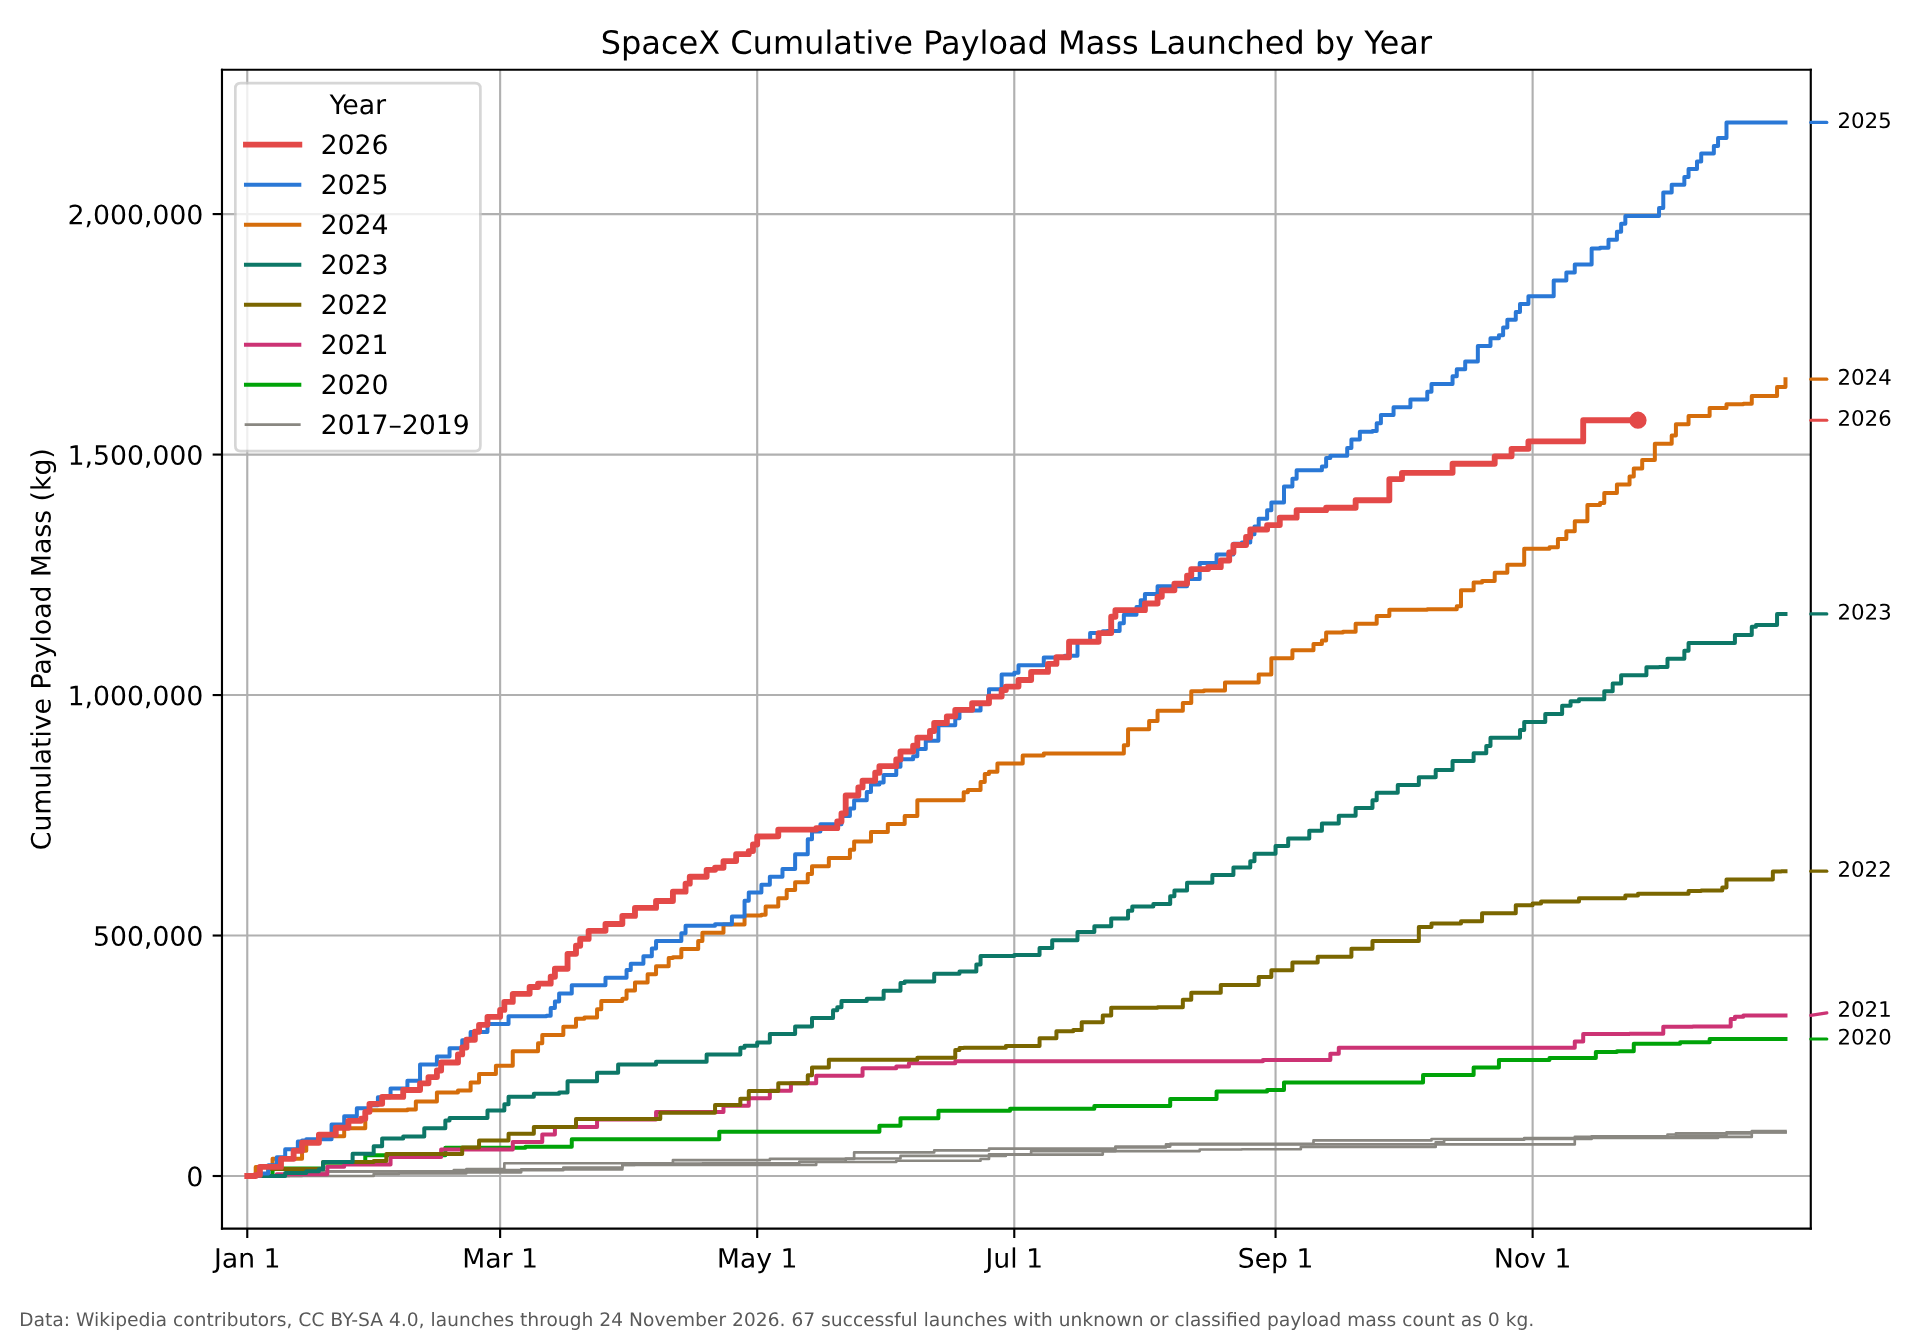 SpaceX Cumulative Payload Mass Launched by Year
Year
2026
2025
2024
2023
2022
2021
2020
2017–2019
Cumulative Payload Mass (kg)
2,000,000
1,500,000
1,000,000
500,000
0
2025
2024
2026
2023
2022
2021
2020
Jan 1
Mar 1
May 1
Jul 1
Sep 1
Nov 1
Data: Wikipedia contributors, CC BY-SA 4.0, launches through 24 November 2026. 67 successful launches with unknown or classified payload mass count as 0 kg.